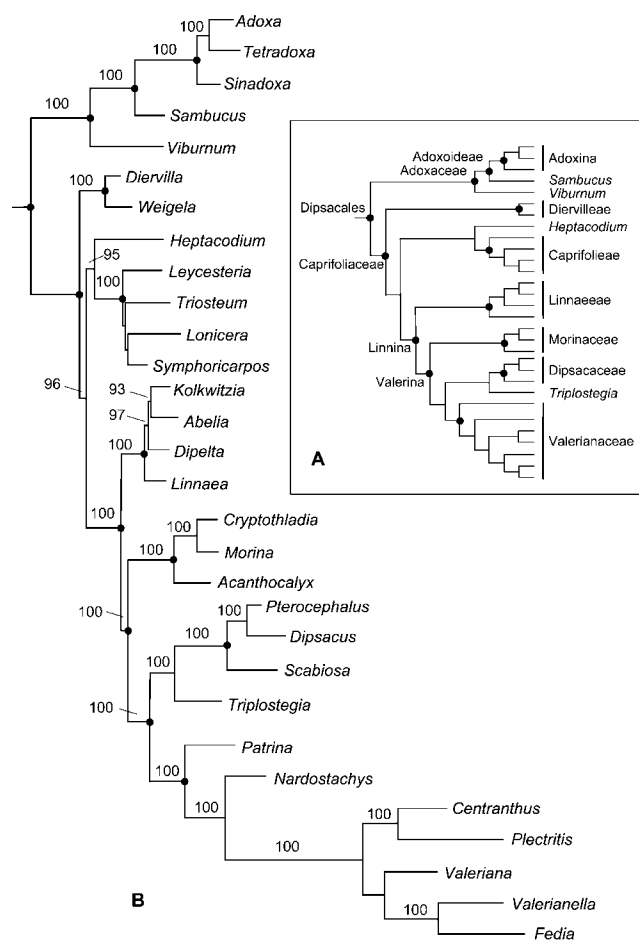 Adoxa
100
Tetradoxa
100
100
Sinadoxa
Sambucus
Viburnum
Diervilla
Weigela
Heptacodium
95
100
Leycesteria
Triosteum
Lonicera
Symphoricarpos
96
93
Kolkwitzia
97
Abelia
100
Dipelta
Linnaea
Cryptothladia
100
Morina
Acanthocalyx
100
Pterocephalus
100
100
Dipsacus
100
Scabiosa
100
Triplostegia
Patrina
100
Nardostachys
100
Centranthus
100
Plectritis
100
Valeriana
Valerianella
100
Fedia
B
Adoxoideae
Adoxina
Adoxaceae
Sambucus
Viburnum
Dipsacales
Diervilleae
Heptacodium
Caprifoliaceae
Caprifolieae
Linnaeeae
Linnina
Morinaceae
Valerina
Dipsacaceae
Triplostegia
Valerianaceae
A